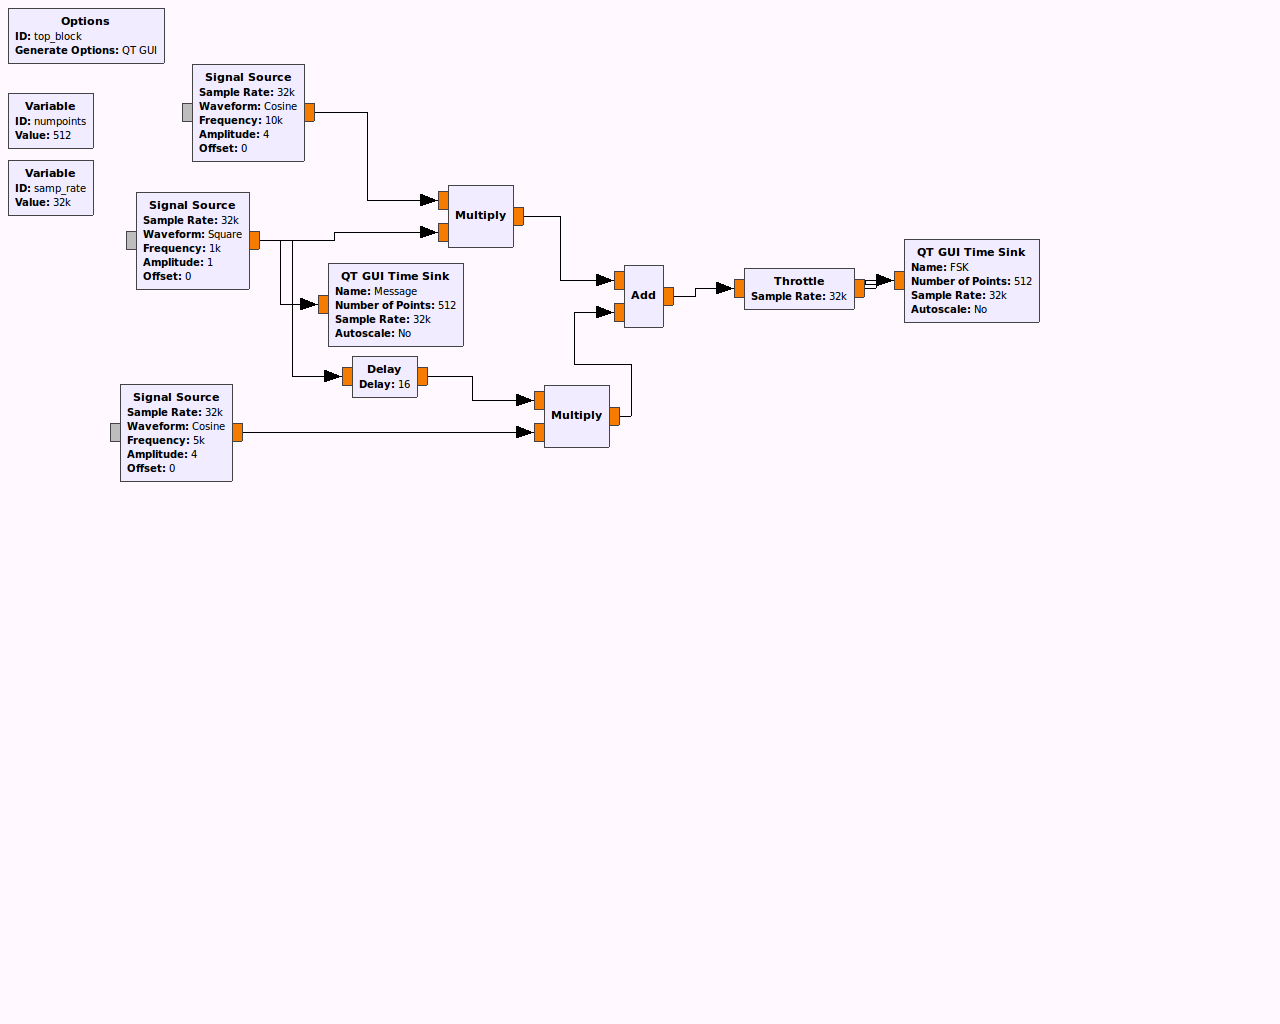 Options
ID: top_block
Generate Options: QT GUI
Variable
ID: numpoints
Value: 512
Variable
ID: samp_rate
Value: 32k
Signal Source
Sample Rate: 32k
Waveform: Cosine
Frequency: 10k
Amplitude: 4
Offset: 0
Signal Source
Sample Rate: 32k
Waveform: Square
Frequency: 1k
Amplitude: 1
Offset: 0
Multiply
QT GUI Time Sink
Name: Message
Number of Points: 512
Sample Rate: 32k
Autoscale: No
Delay
Delay: 16
Signal Source
Sample Rate: 32k
Waveform: Cosine
Frequency: 5k
Amplitude: 4
Offset: 0
Multiply
Add
Throttle
Sample Rate: 32k
QT GUI Time Sink
Name: FSK
Number of Points: 512
Sample Rate: 32k
Autoscale: No